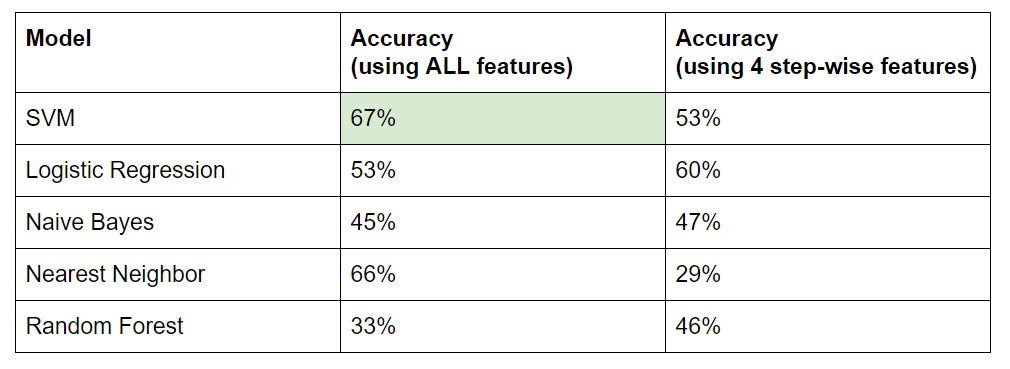 Model
Accuracy
(using ALL features)
Accuracy
(using 4 step-wise features)
SVM 67% 53%
Logistic Regression 53% 60%
Naive Bayes 45% 47%
Nearest Neighbor 66% 29%
Random Forest 33% 46%